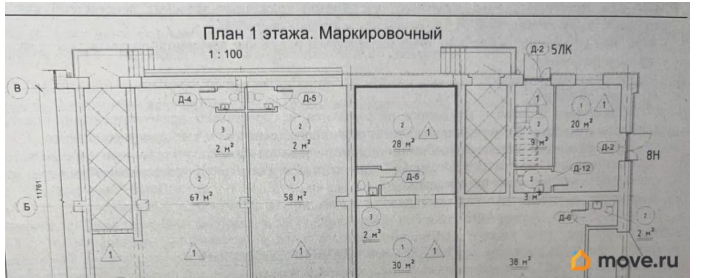 План 1 этажа. Маркировочный
1 : 100
Д-2 5ЛК
В
Д-4 Д-5
1 1
3 2 2 1 2 20 м²
2 м² 2 м² 28 м² 9 м² Д-2
8Н
11761
Д-5 Д-12
2 1 2
Б 67 м² 58 м² 3 м²
Д-6
2 м² 2 м²
1 1 1 1
30 м² 38 м²
move.ru